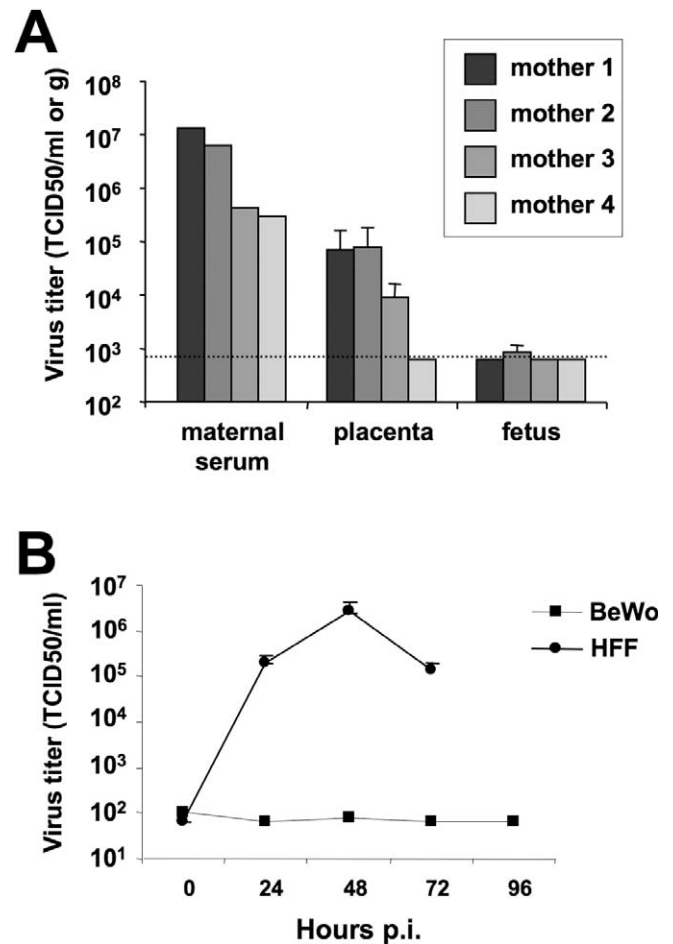 A
Virus titer (TCID50/ml or g)
10⁸
10⁷
10⁶
10⁵
10⁴
10³
10²
maternal
serum
placenta
fetus
mother 1
mother 2
mother 3
mother 4
B
Virus titer (TCID50/ml)
10⁷
10⁶
10⁵
10⁴
10³
10²
10¹
0 24 48 72 96
Hours p.i.
BeWo
HFF